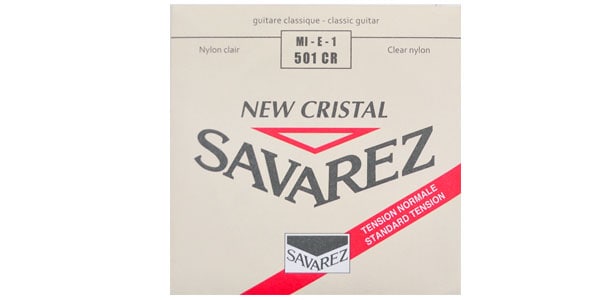 guitare classique - classic guitar
MI - E - 1
Nylon clair
501 CR
Clear nylon
NEW CRISTAL
SAVAREZ
TENSION NORMALE
STANDARD TENSION
SAVAREZ